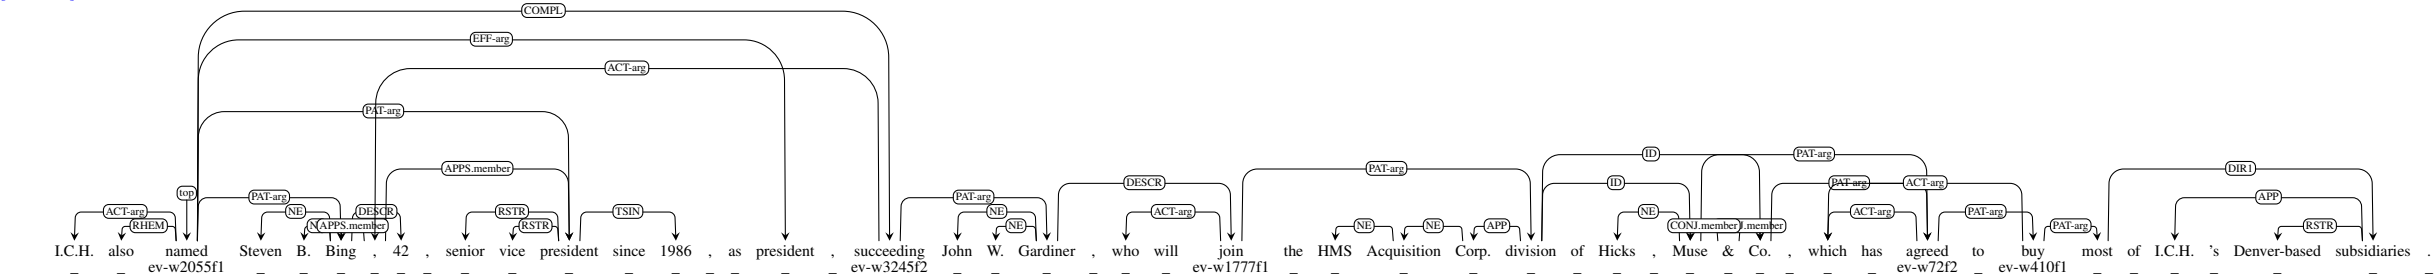 COMPL
EFF-arg
ACT-arg
PAT-arg
ID PAT-arg
APPS.member PAT-arg DIR1
DESCR ID PAT-arg ACT-arg
top PAT-arg PAT-arg APP
ACT-arg NE DESCR RSTR TSIN NE ACT-arg NE ACT-arg PAT-arg
RHEM APPS.member RSTR NE NE NE APP CONJ.member PAT-arg RSTR
I.C.H. also named Steven B. Bing , 42 , senior vice president since 1986 , as president , succeeding John W. Gardiner , who will join the HMS Acquisition Corp. division of Hicks , Muse & Co. , which has agreed to buy most of I.C.H. 's Denver-based subsidiaries .
_ _ ev-w2055f1 _ _ _ _ _ _ _ _ _ _ _ _ _ _ _ ev-w3245f2 _ _ _ _ _ _ ev-w1777f1 _ _ _ _ _ _ _ _ _ _ _ _ _ _ ev-w72f2 _ ev-w410f1 _ _ _ _ _ _ _